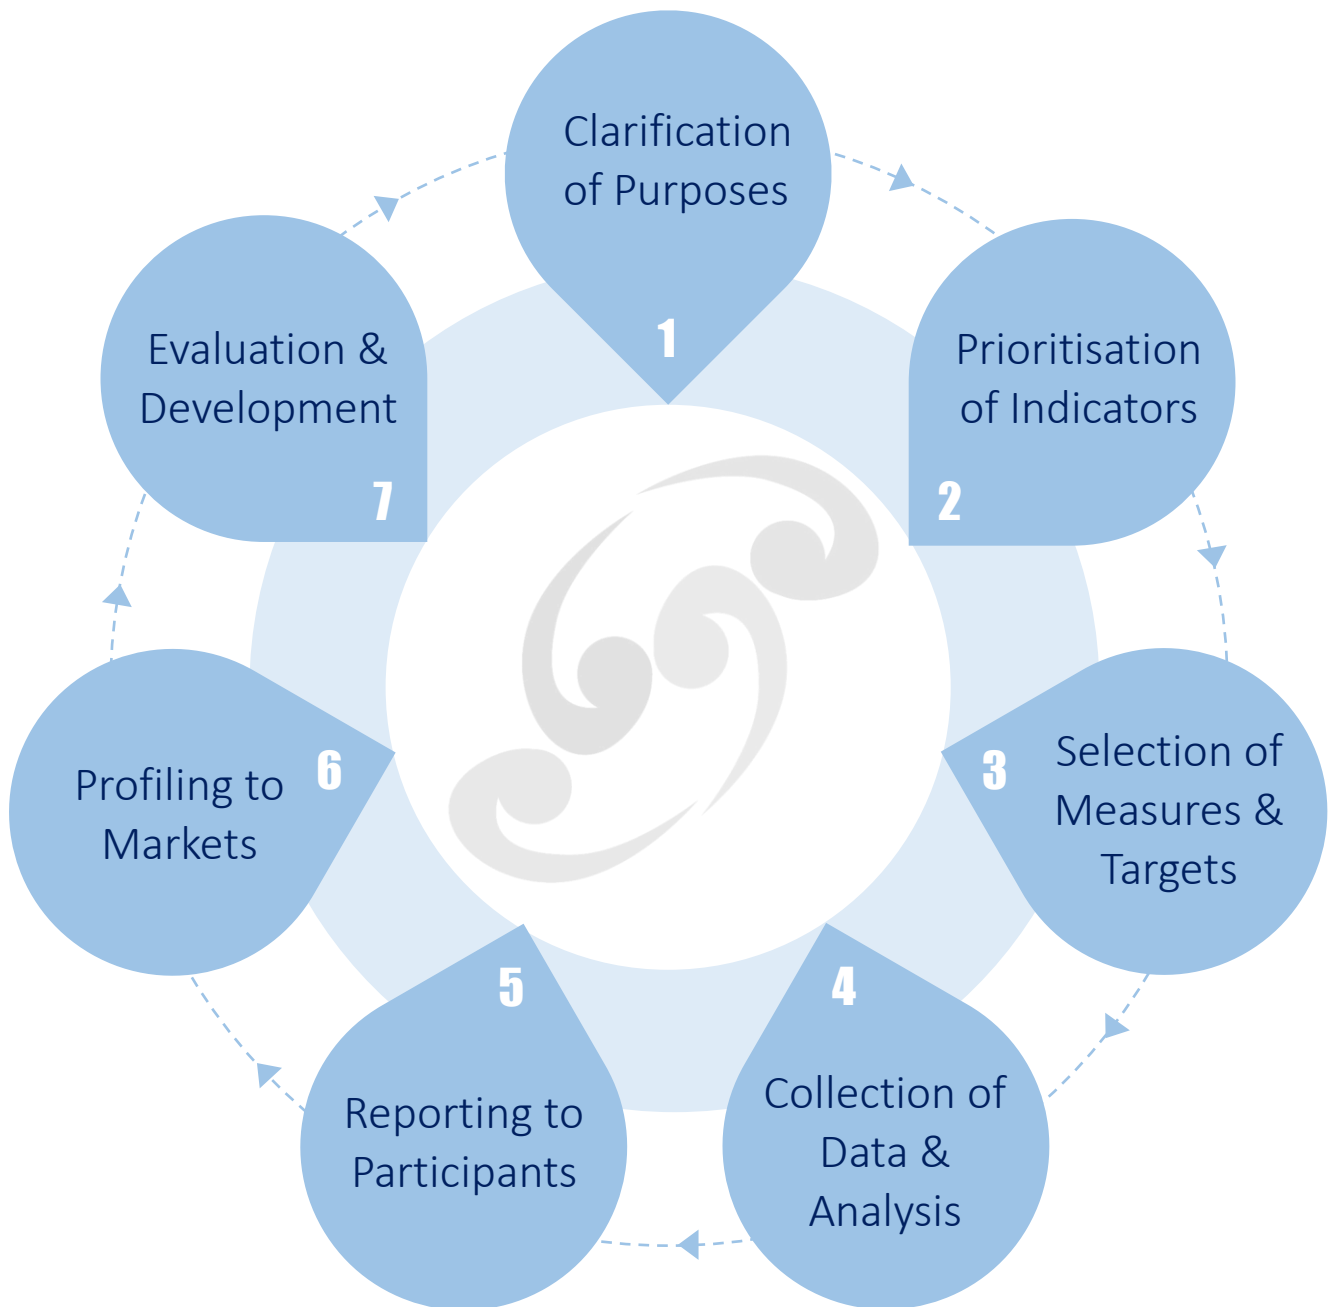 Clarification
of Purposes
1
Prioritisation
of Indicators
2
3
Selection of
Measures &
Targets
4
Collection of
Data &
Analysis
5
Reporting to
Participants
6
Profiling to
Markets
Evaluation &
Development
7